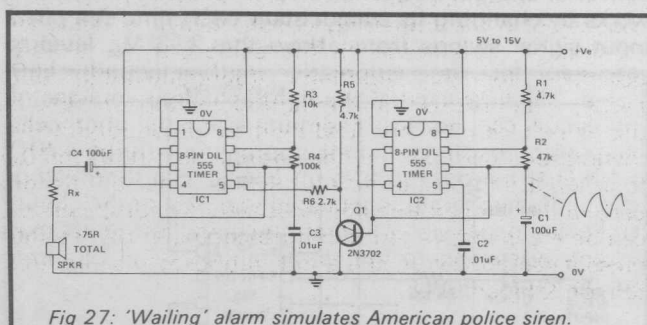 5V to 15V
+Ve
0V
8
R3
10k
R5
4.7k
0V
8
R1
4.7k
C4 100uF
8-PIN DIL
555
TIMER
4
5
IC1
R4
100k
R6 2.7k
8-PIN DIL
555
TIMER
4
5
IC2
R2
47k
Rx
C3
.01uF
Q1
2N3702
C2
.01uF
C1
100uF
+
75R
TOTAL
SPKR
0V
Fig 27: 'Wailing' alarm simulates American police siren.